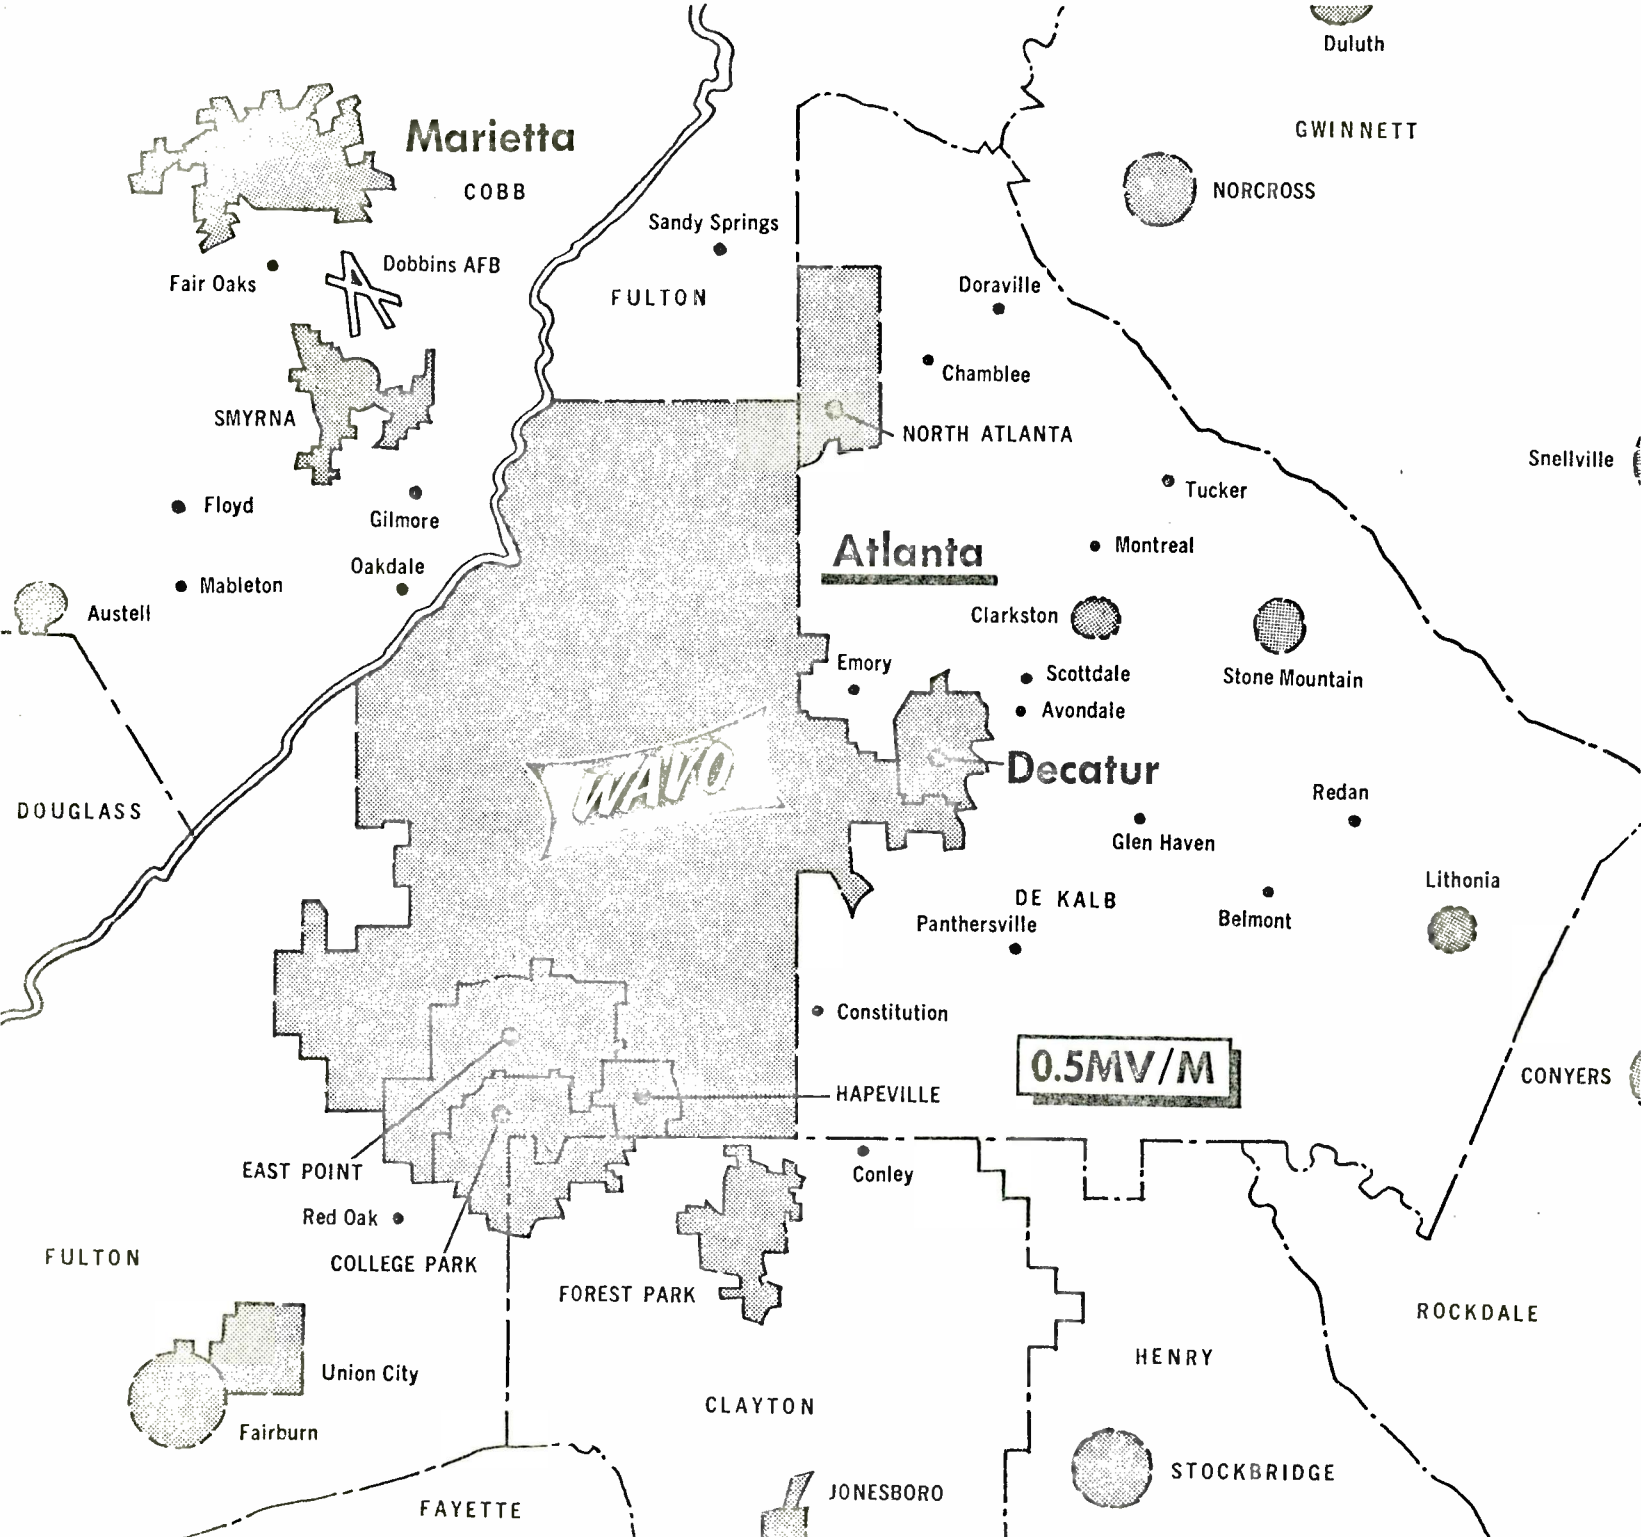 Duluth
GWINNETT
Marietta
COBB
NORCROSS
Sandy Springs
Dobbins AFB
Fair Oaks
FULTON
Doraville
Chamblee
SMYRNA
NORTH ATLANTA
Snellville
Tucker
Floyd
Gilmore
Atlanta
Montreal
Oakdale
Mableton
Austell
Clarkston
Emory
Scottdale
Stone Mountain
Avondale
WAVO
Decatur
Redan
DOUGLASS
Glen Haven
Lithonia
DE KALB
Belmont
Panthersville
Constitution
0.5MV/M
CONYERS
HAPEVILLE
EAST POINT
Conley
Red Oak
FULTON
COLLEGE PARK
FOREST PARK
ROCKDALE
HENRY
Union City
CLAYTON
Fairburn
STOCKBRIDGE
JONESBORO
FAYETTE